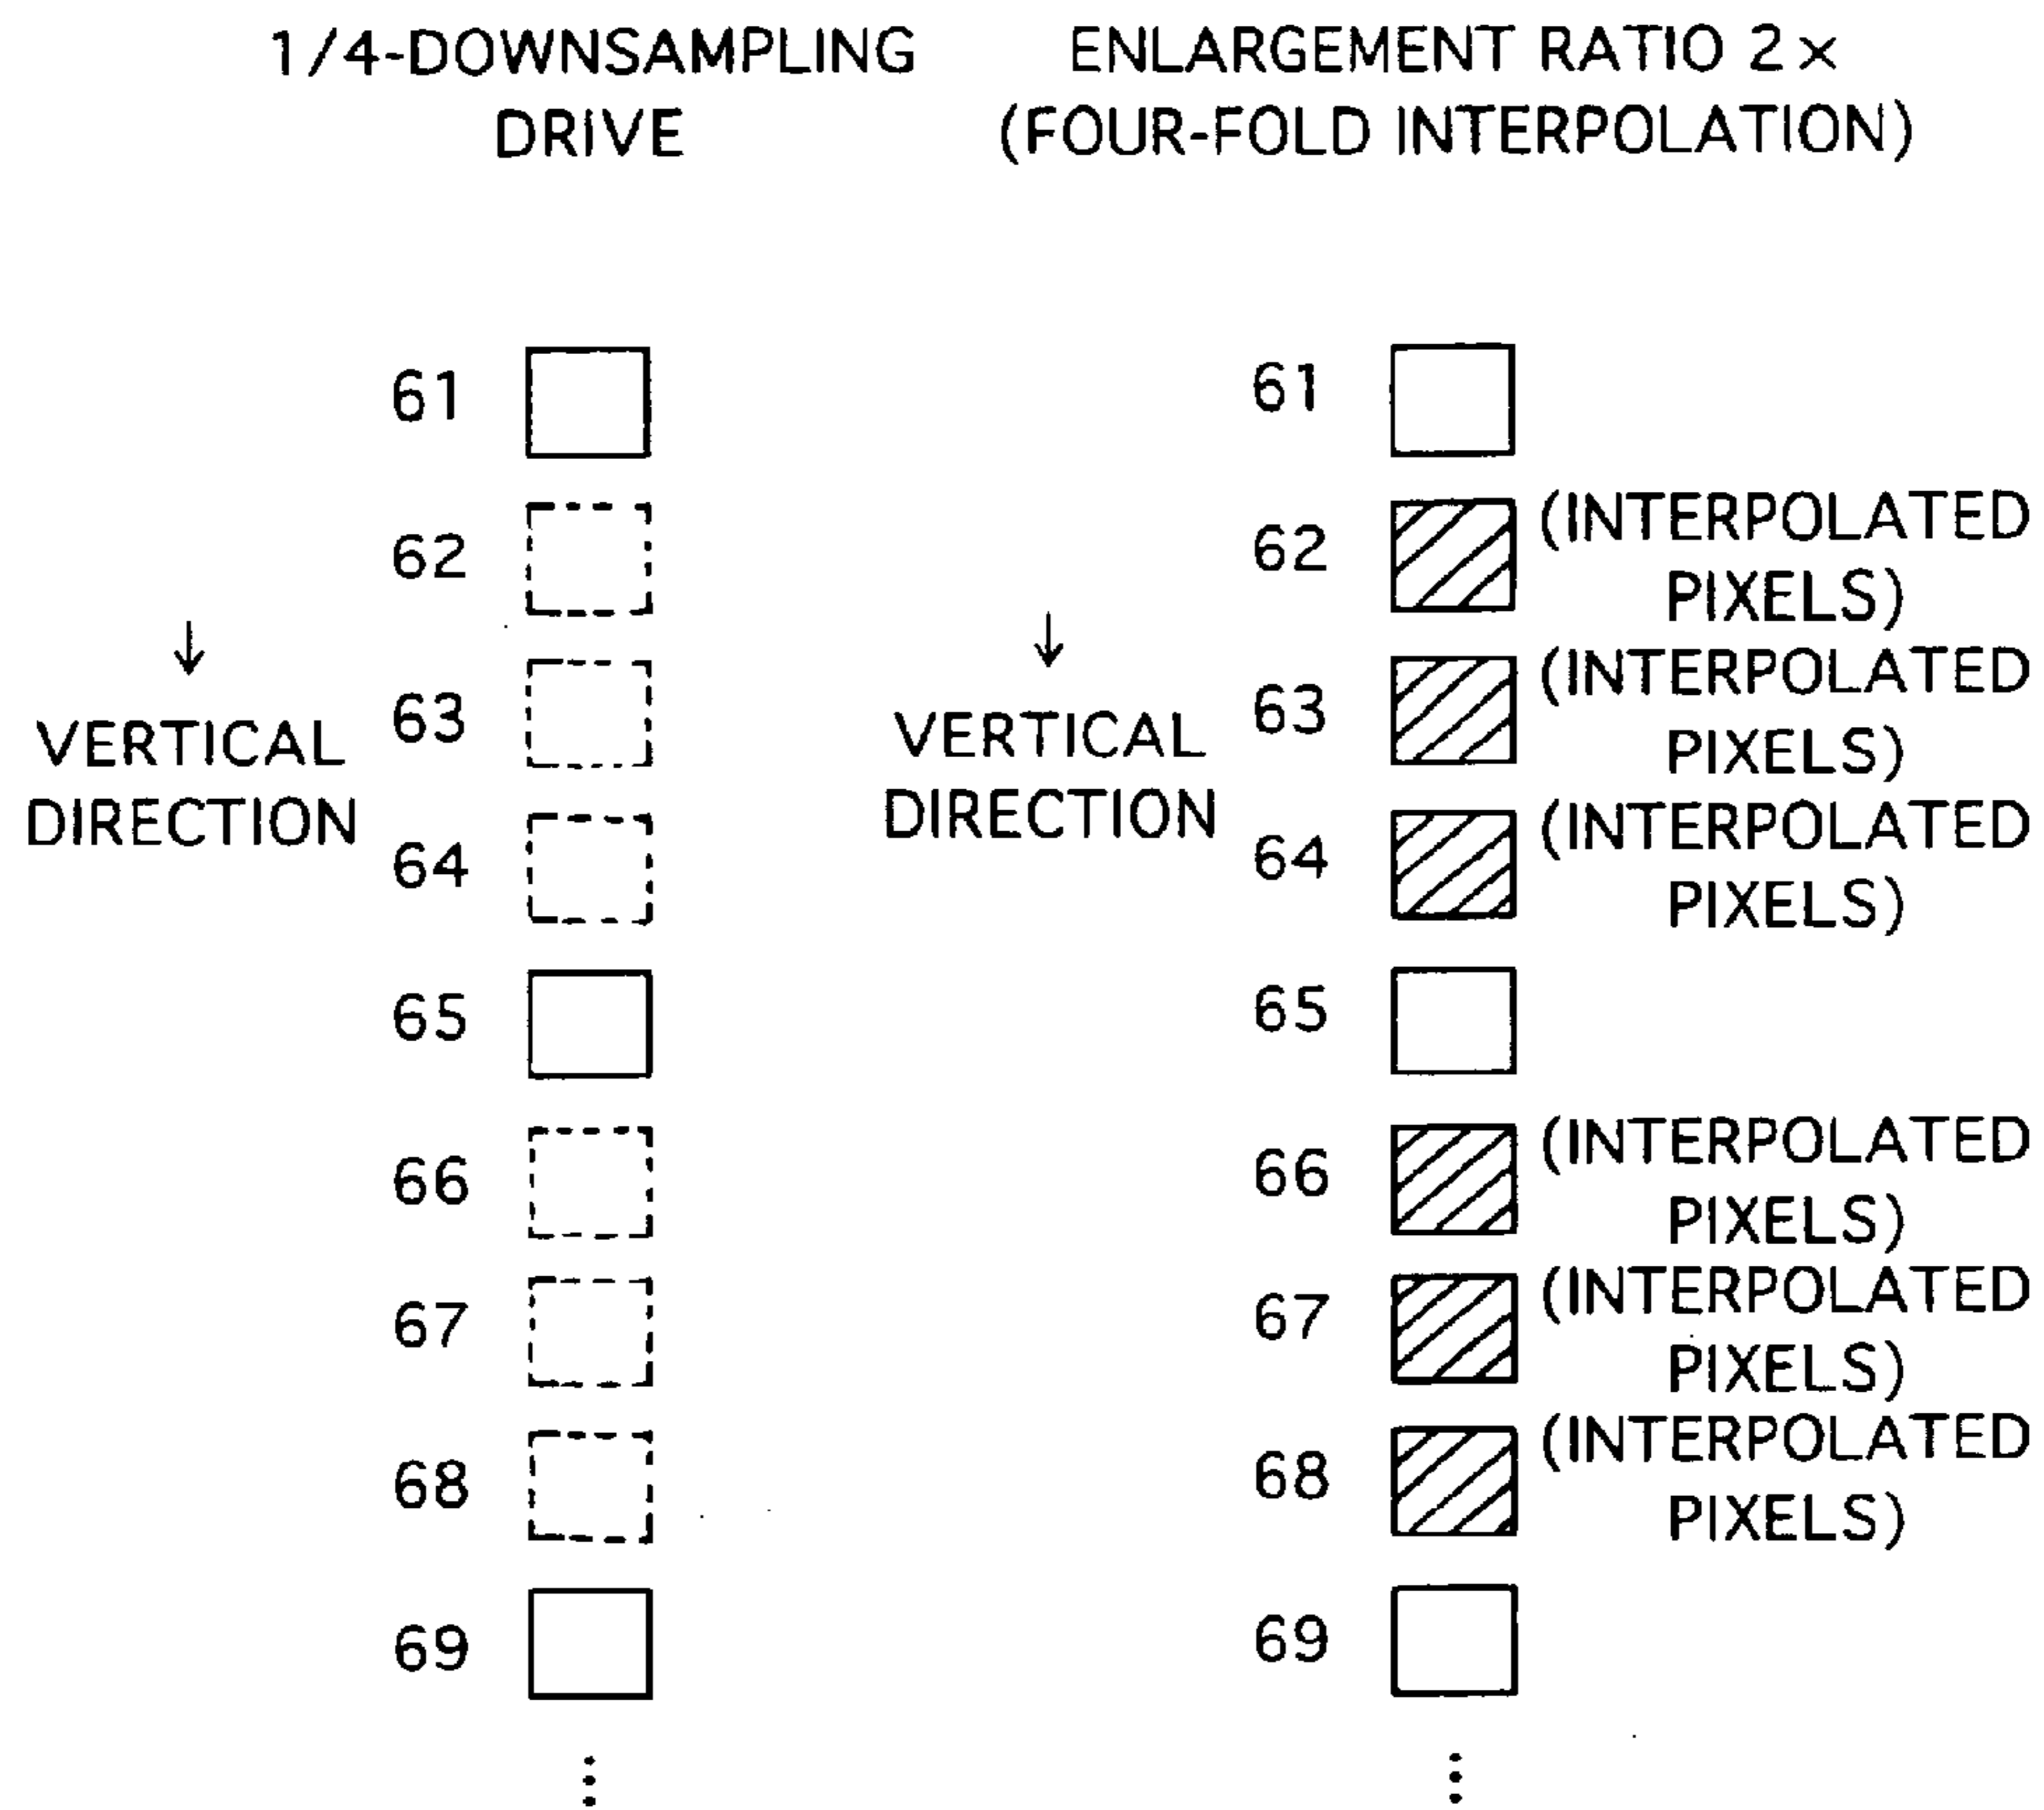 1/4-DOWNSAMPLING
DRIVE
ENLARGEMENT RATIO 2×
(FOUR-FOLD INTERPOLATION)
61
62
63
64
65
66
67
68
69
↓
VERTICAL
DIRECTION
↓
VERTICAL
DIRECTION
61
62 (INTERPOLATED
PIXELS)
63 (INTERPOLATED
PIXELS)
64 (INTERPOLATED
PIXELS)
65
66 (INTERPOLATED
PIXELS)
67 (INTERPOLATED
PIXELS)
68 (INTERPOLATED
PIXELS)
69